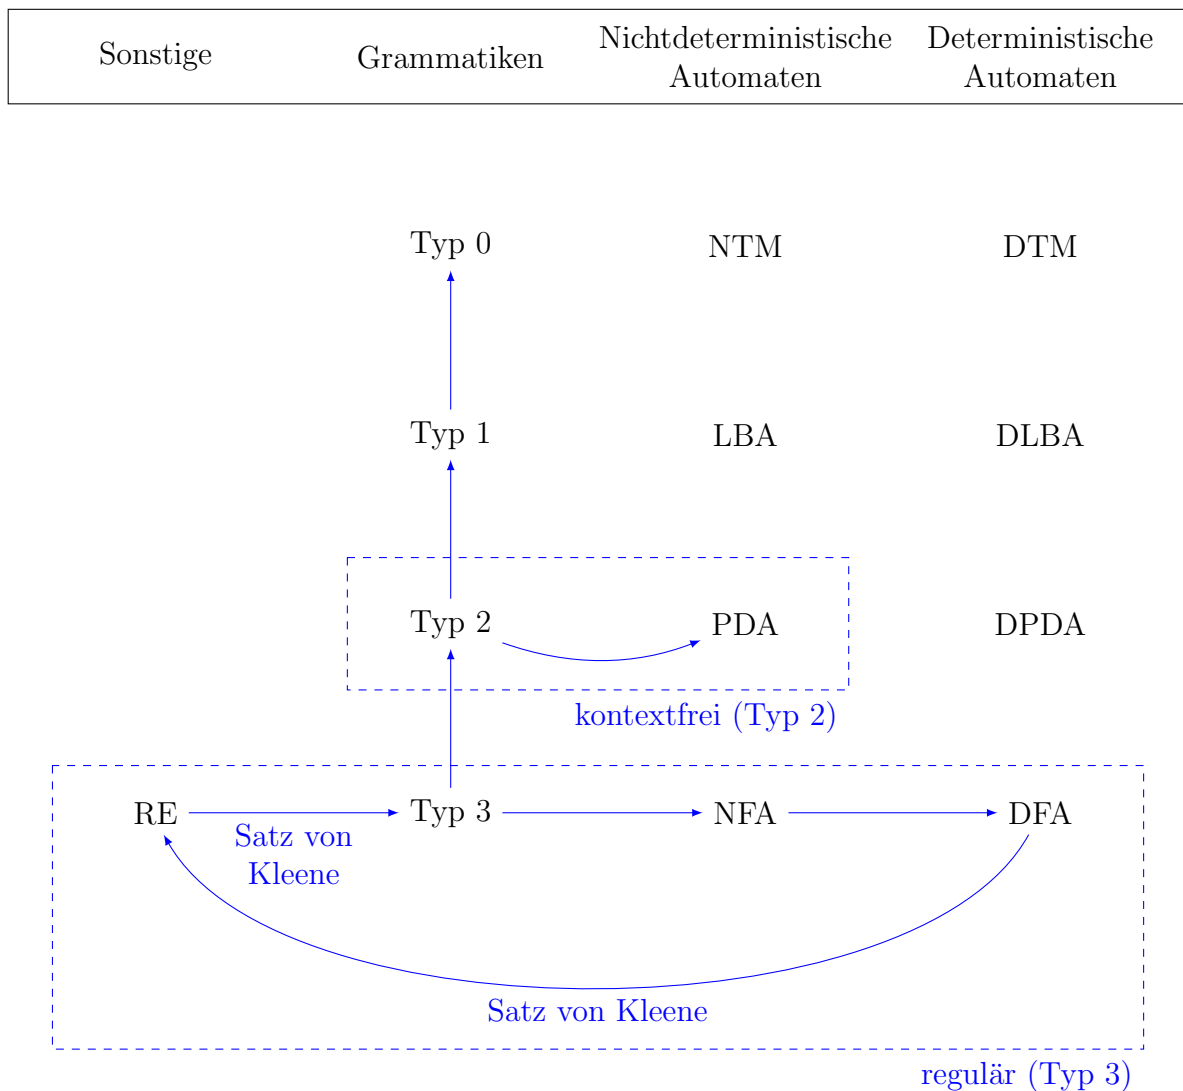 Sonstige
Grammatiken
Nichtdeterministische
Automaten
Deterministische
Automaten
Typ 0
NTM
DTM
Typ 1
LBA
DLBA
Typ 2
PDA
DPDA
kontextfrei (Typ 2)
RE
Typ 3
NFA
DFA
Satz von
Kleene
Satz von Kleene
regulär (Typ 3)